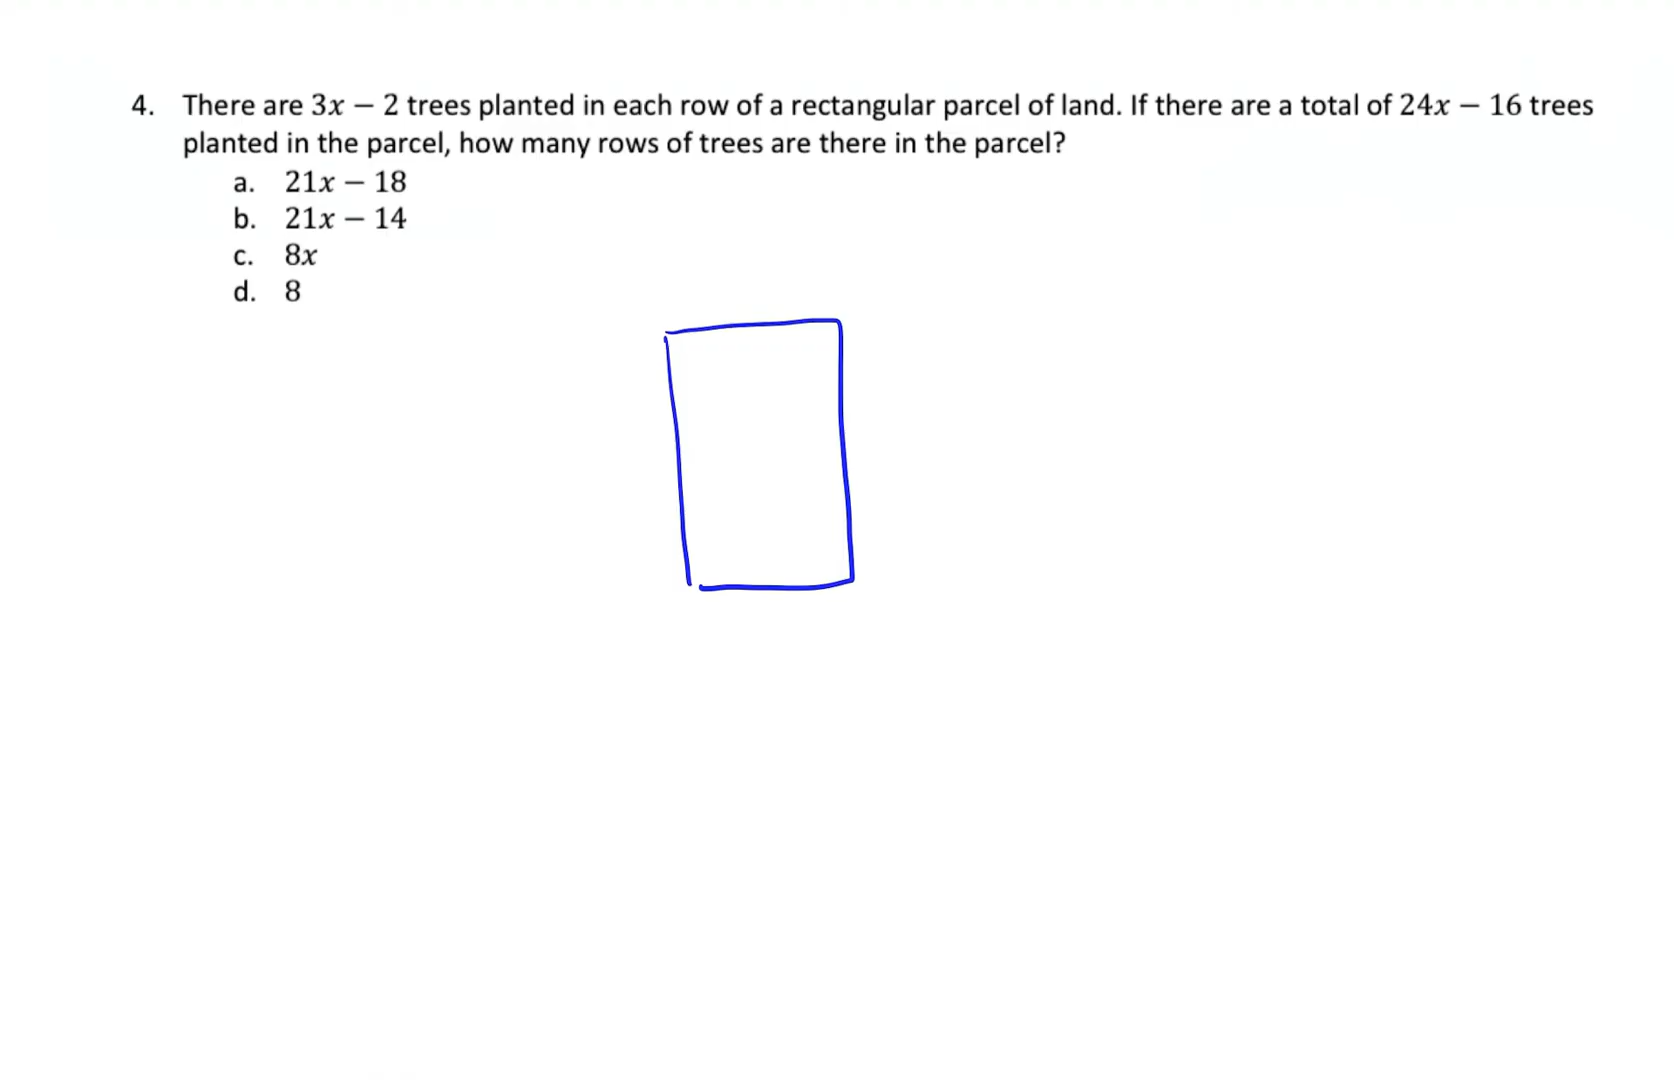 4. There are 3x − 2 trees planted in each row of a rectangular parcel of land. If there are a total of 24x − 16 trees
planted in the parcel, how many rows of trees are there in the parcel?
a. 21x − 18
b. 21x − 14
c. 8x
d. 8